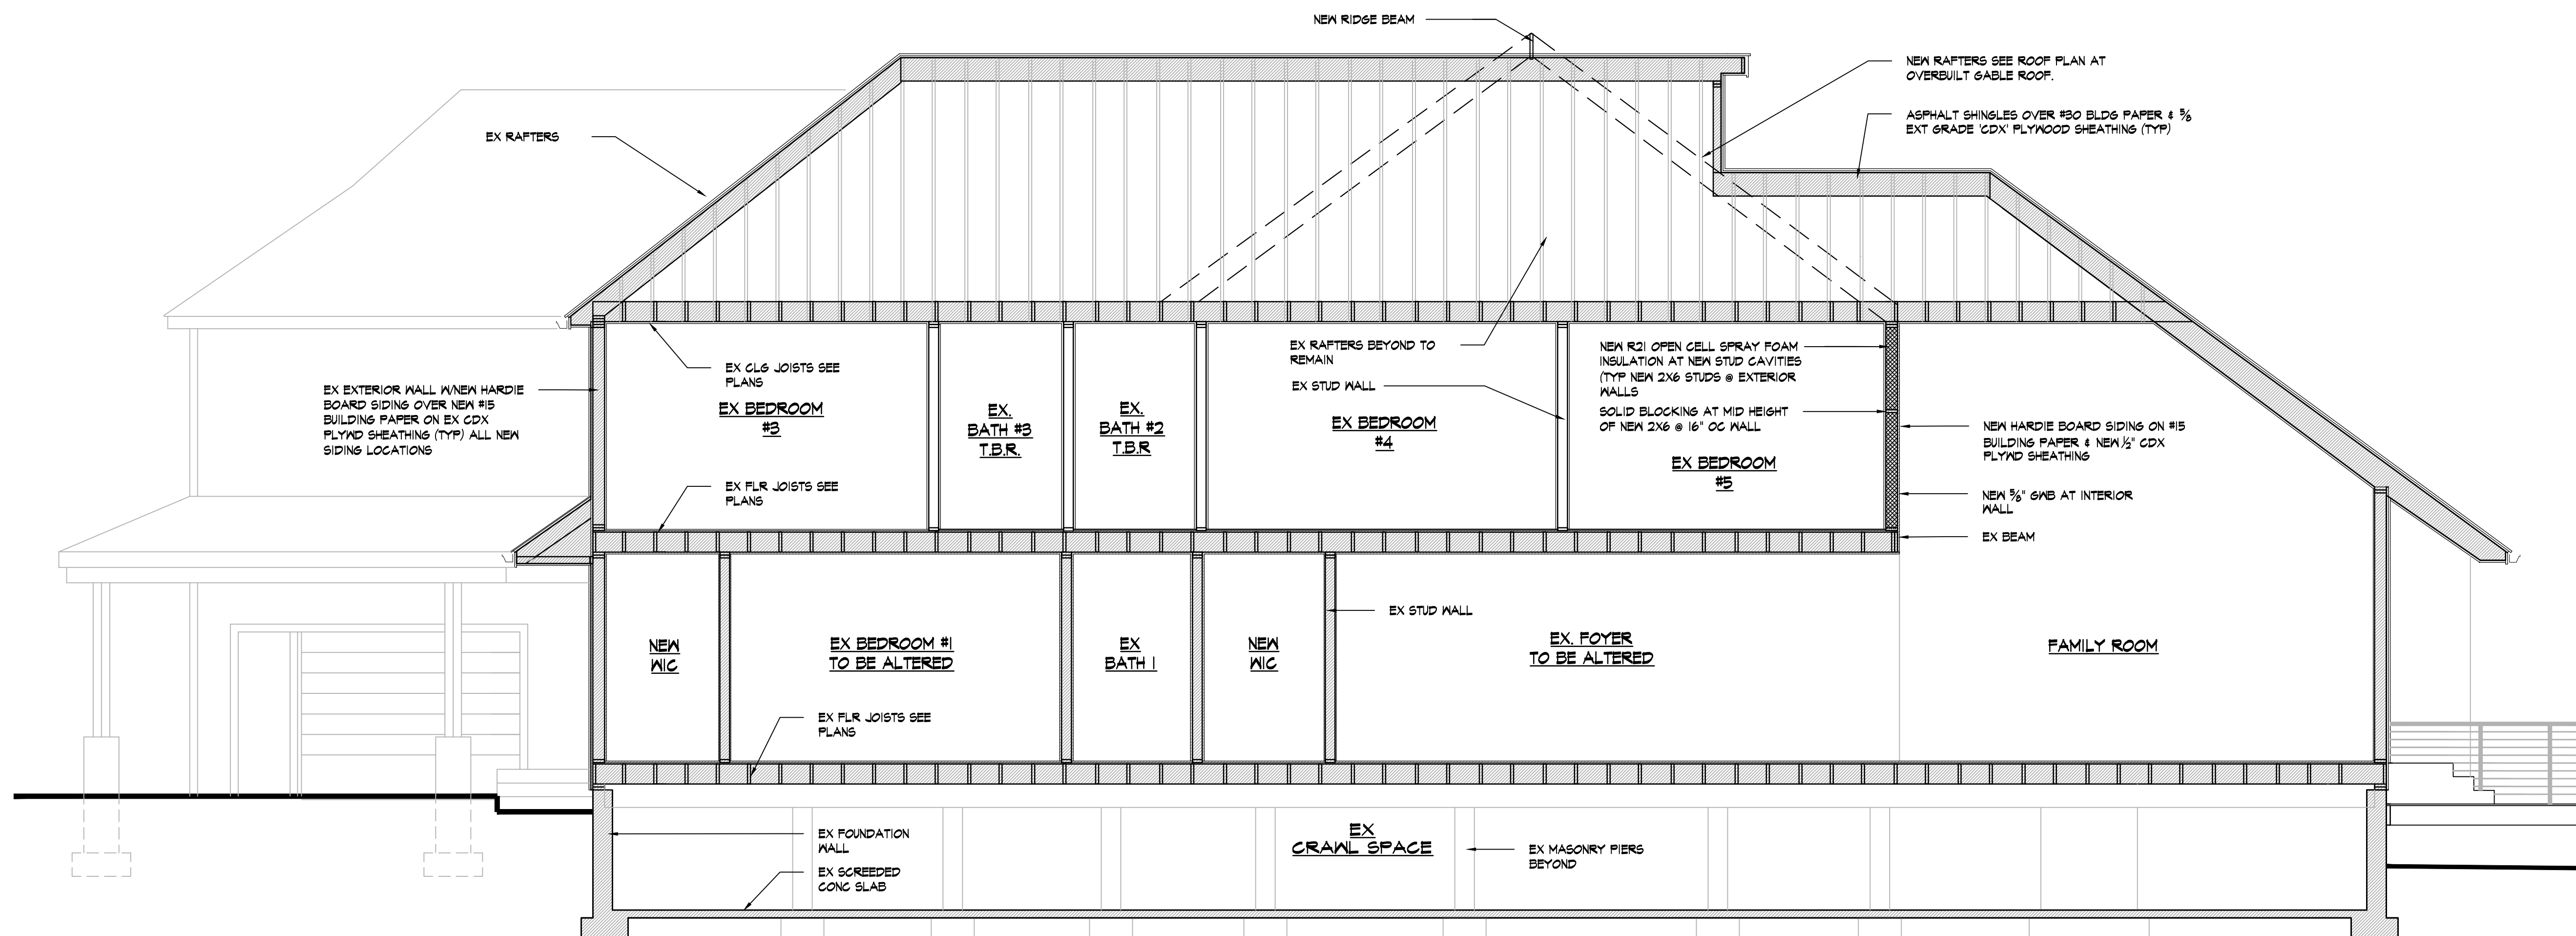 NEW RIDGE BEAM
NEW RAFTERS SEE ROOF PLAN AT
OVERBUILT GABLE ROOF.
ASPHALT SHINGLES OVER #30 BLDG PAPER & 5/8
EXT GRADE 'CDX' PLYWOOD SHEATHING (TYP)
EX RAFTERS
EX EXTERIOR WALL W/NEW HARDIE
BOARD SIDING OVER NEW #15
BUILDING PAPER ON EX CDX
PLYWD SHEATHING (TYP) ALL NEW
SIDING LOCATIONS
EX CLG JOISTS SEE
PLANS
EX BEDROOM
#3
EX FLR JOISTS SEE
PLANS
EX.
BATH #3
T.B.R.
EX.
BATH #2
T.B.R
EX RAFTERS BEYOND TO
REMAIN
EX STUD WALL
EX BEDROOM
#4
NEW R21 OPEN CELL SPRAY FOAM
INSULATION AT NEW STUD CAVITIES
(TYP NEW 2X6 STUDS @ EXTERIOR
WALLS
SOLID BLOCKING AT MID HEIGHT
OF NEW 2X6 @ 16" OC WALL
EX BEDROOM
#5
NEW HARDIE BOARD SIDING ON #15
BUILDING PAPER & NEW 1/2" CDX
PLYWD SHEATHING
NEW 5/8" GWB AT INTERIOR
WALL
EX BEAM
NEW
WIC
EX BEDROOM #1
TO BE ALTERED
EX FLR JOISTS SEE
PLANS
EX
BATH 1
NEW
WIC
EX STUD WALL
EX. FOYER
TO BE ALTERED
FAMILY ROOM
EX FOUNDATION
WALL
EX SCREEDED
CONC SLAB
EX
CRAWL SPACE
EX MASONRY PIERS
BEYOND